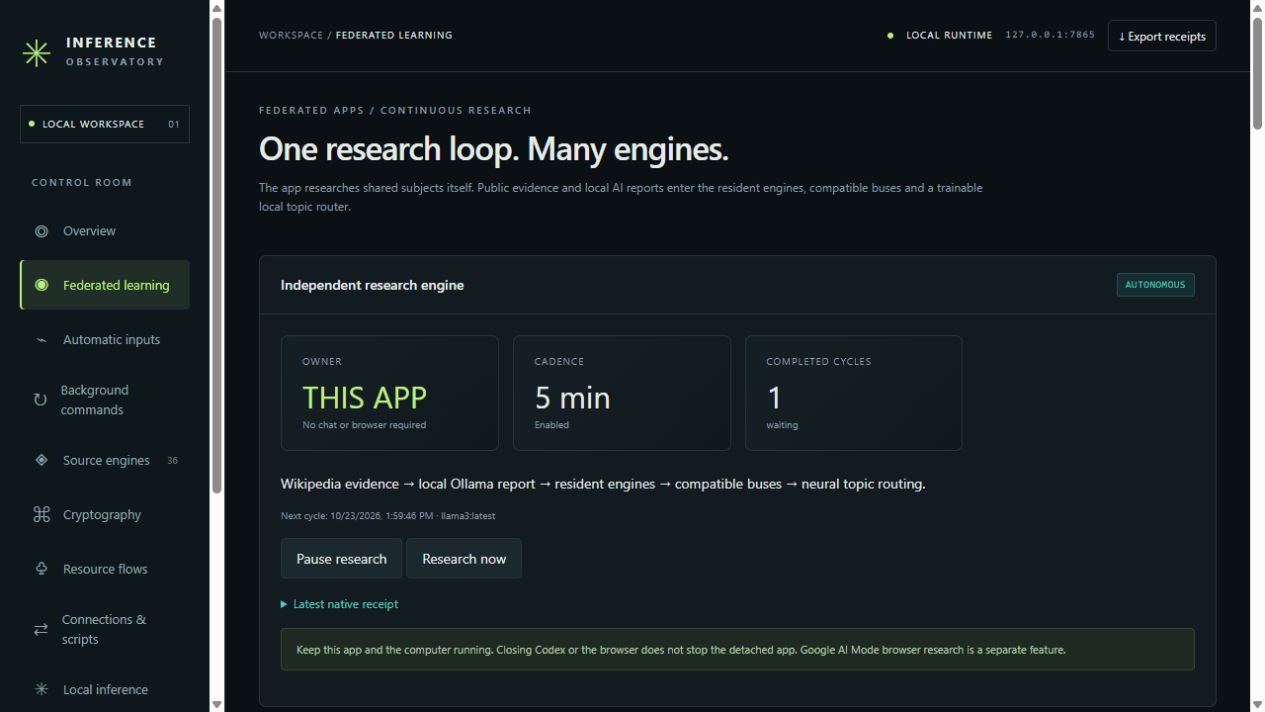 INFERENCE
OBSERVATORY
LOCAL WORKSPACE 01
CONTROL ROOM
Overview
Federated learning
Automatic inputs
Background
commands
Source engines 36
Cryptography
Resource flows
Connections &
scripts
Local inference
WORKSPACE / FEDERATED LEARNING
LOCAL RUNTIME 127.0.0.1:7865 ↓ Export receipts
FEDERATED APPS / CONTINUOUS RESEARCH
One research loop. Many engines.
The app researches shared subjects itself. Public evidence and local AI reports enter the resident engines, compatible buses and a trainable
local topic router.
Independent research engine AUTONOMOUS
OWNER
THIS APP
No chat or browser required
CADENCE
5 min
Enabled
COMPLETED CYCLES
1
waiting
Wikipedia evidence → local Ollama report → resident engines → compatible buses → neural topic routing.
Next cycle: 10/23/2026, 1:59:46 PM · llama3:latest
Pause research Research now
▶ Latest native receipt
Keep this app and the computer running. Closing Codex or the browser does not stop the detached app. Google AI Mode browser research is a separate feature.